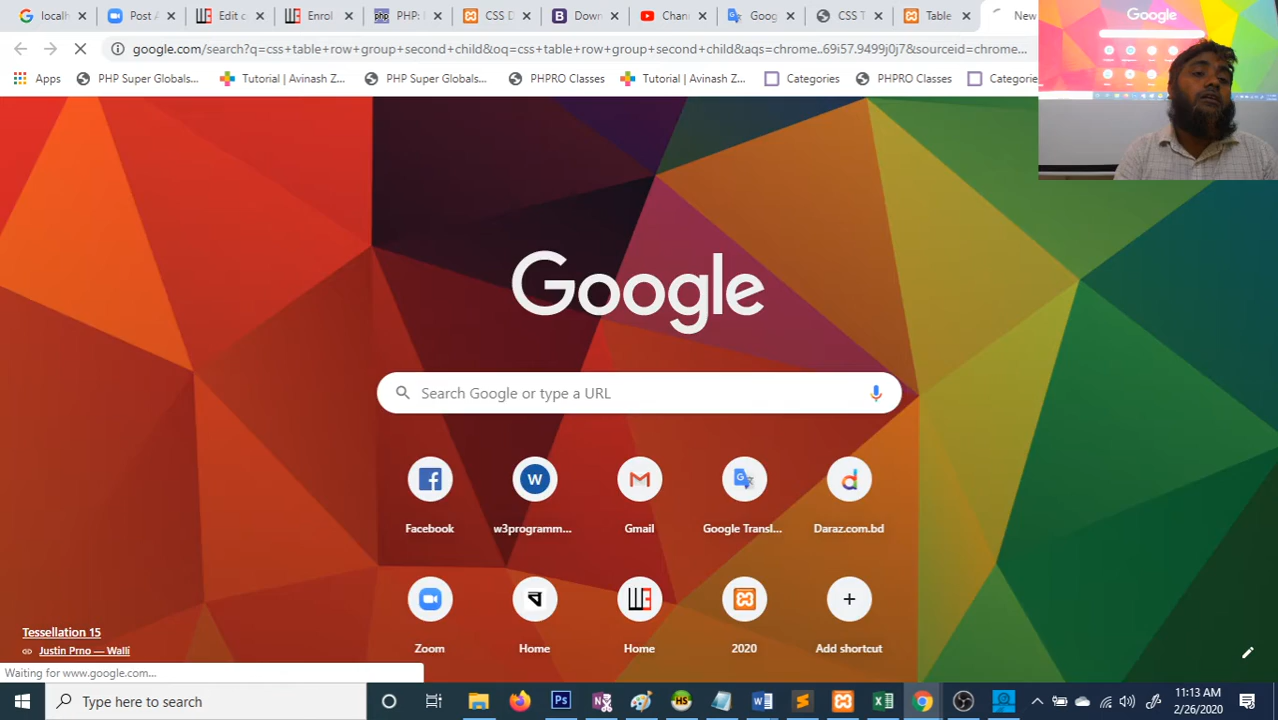 localh
Post A
Edit c
Enrol
PHP:
CSS D
Down
Chan
Goog
CSS T
Table
New
google.com/search?q=css+table+row+group+second+child&oq=css+table+row+group+second+child&aqs=chrome..69i57.9499j0j7&sourceid=chrome...
Apps
PHP Super Globals...
Tutorial | Avinash Z...
PHP Super Globals...
PHPRO Classes
Tutorial | Avinash Z...
Categories
PHPRO Classes
Categorie
Google
Google
Search Google or type a URL
Facebook
w3programm...
Gmail
Google Transl...
Daraz.com.bd
Zoom
Home
Home
2020
Add shortcut
Tessellation 15
Justin Prno — Walli
Waiting for www.google.com...
Type here to search
11:13 AM
2/26/2020